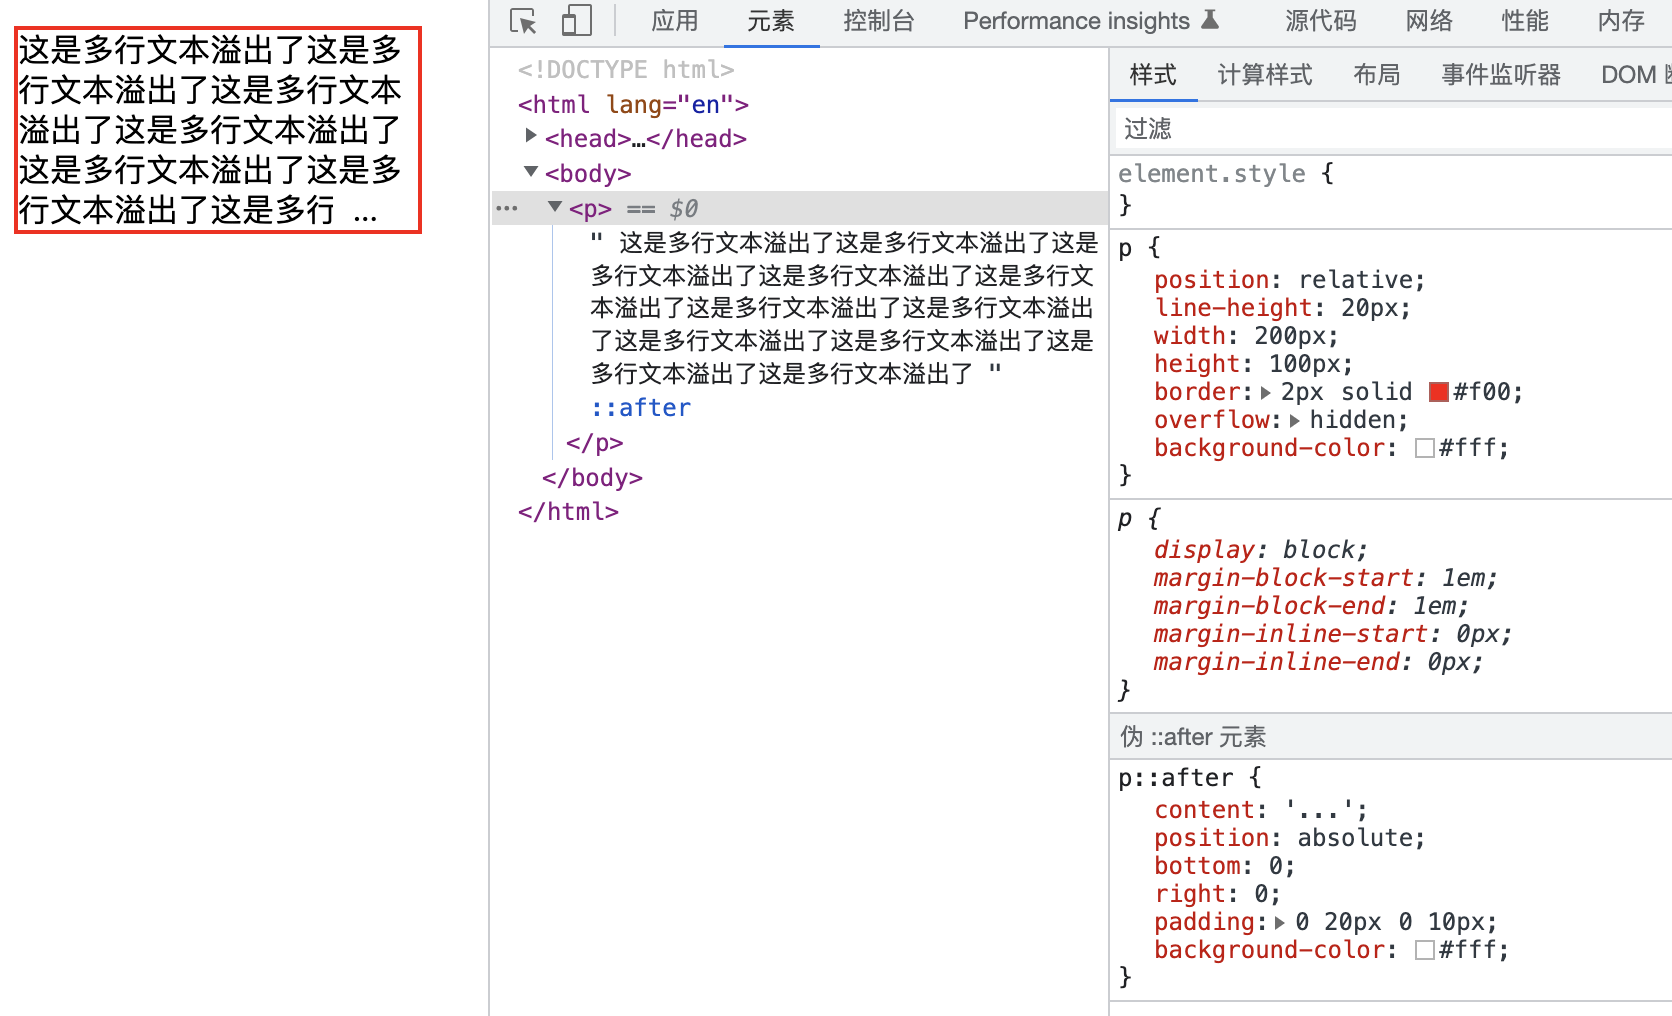 这是多行文本溢出了这是多
行文本溢出了这是多行文本
溢出了这是多行文本溢出了
这是多行文本溢出了这是多
行文本溢出了这是多行 ...
应用 元素 控制台 Performance insights 源代码 网络 性能 内存
<!DOCTYPE html>
<html lang="en">
<head>…</head>
<body>
<p> == $0
" 这是多行文本溢出了这是多行文本溢出了这是
多行文本溢出了这是多行文本溢出了这是多行文
本溢出了这是多行文本溢出了这是多行文本溢出
了这是多行文本溢出了这是多行文本溢出了这是
多行文本溢出了这是多行文本溢出了 "
::after
</p>
</body>
</html>
样式 计算样式 布局 事件监听器 DOM
过滤
element.style {
}
p {
position: relative;
line-height: 20px;
width: 200px;
height: 100px;
border: 2px solid #f00;
overflow: hidden;
background-color: #fff;
}
p {
display: block;
margin-block-start: 1em;
margin-block-end: 1em;
margin-inline-start: 0px;
margin-inline-end: 0px;
}
伪 ::after 元素
p::after {
content: '...';
position: absolute;
bottom: 0;
right: 0;
padding: 0 20px 0 10px;
background-color: #fff;
}